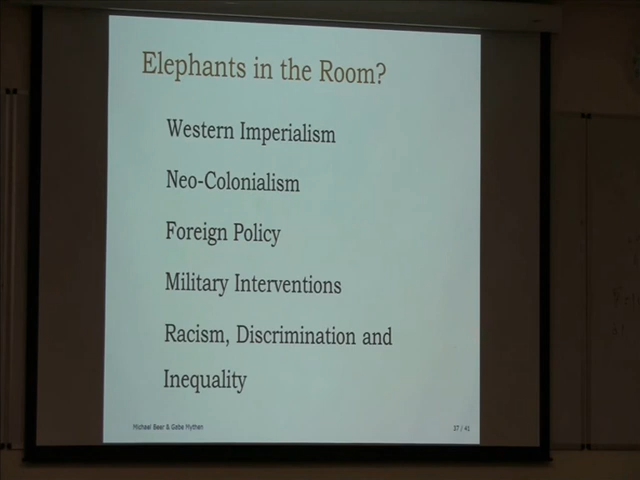 Elephants in the Room?
Western Imperialism
Neo-Colonialism
Foreign Policy
Military Interventions
Racism, Discrimination and
Inequality
Michael Beer & Gabe Mythen
37 / 41